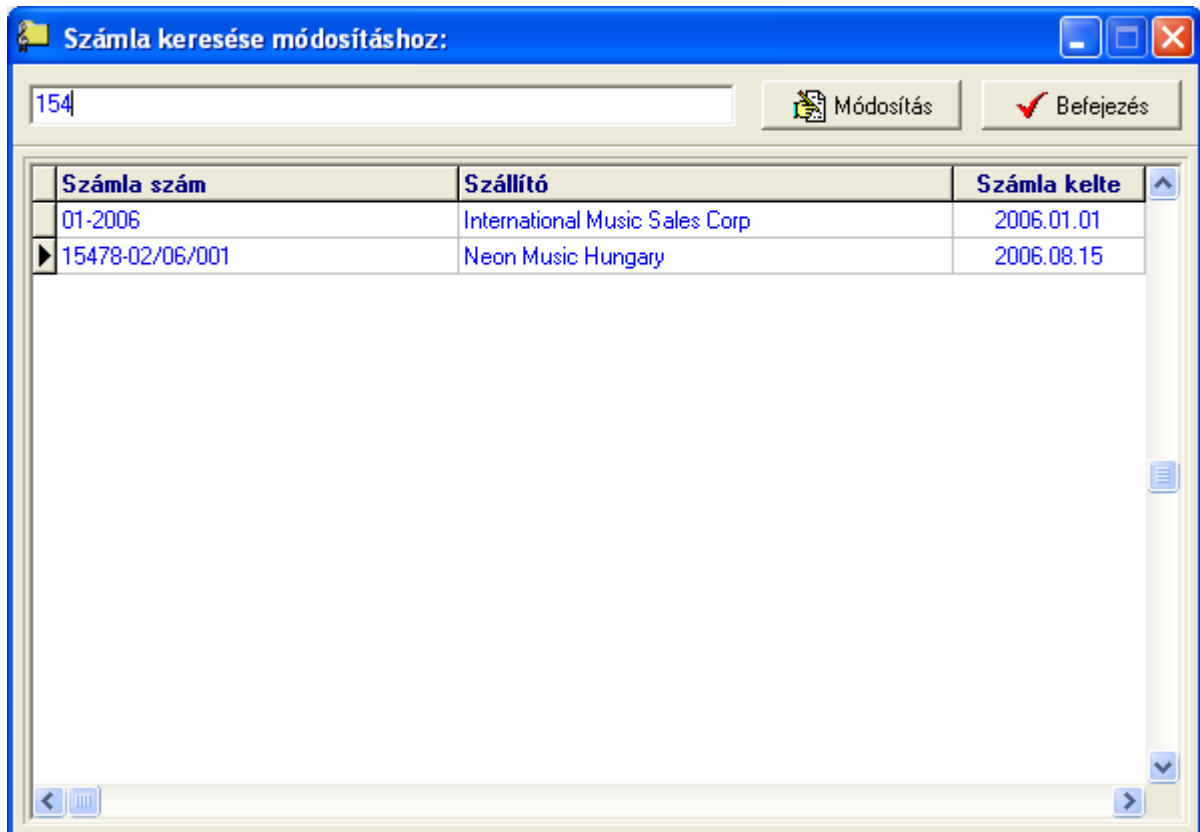 Számla keresése módosításhoz:
154 Módosítás Befejezés
Számla szám Szállító Számla kelte
01-2006 International Music Sales Corp 2006.01.01
15478-02/06/001 Neon Music Hungary 2006.08.15